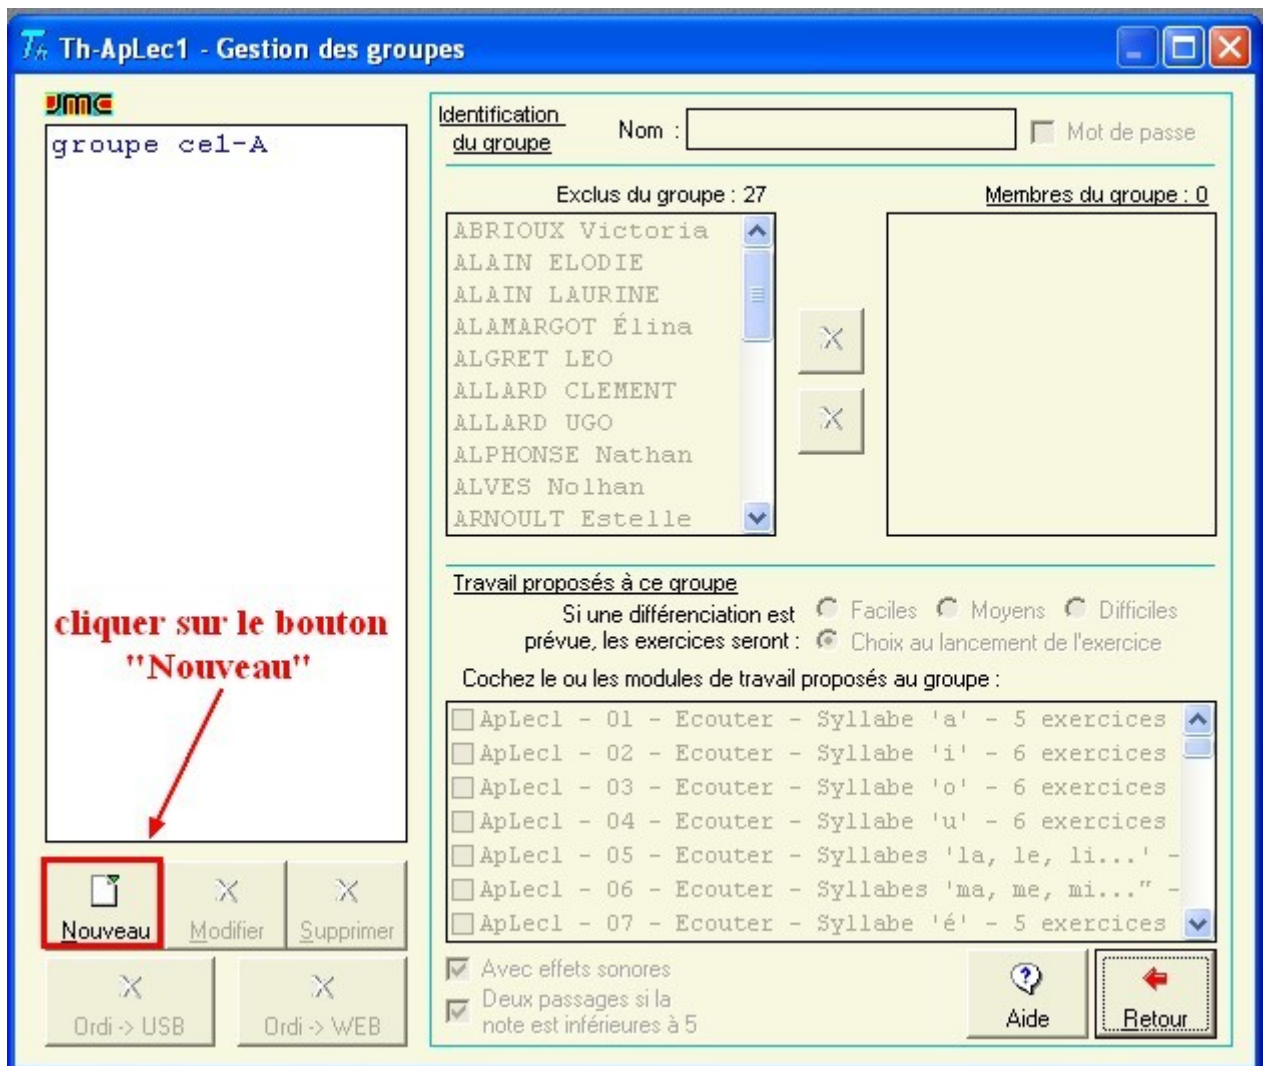 Th-ApLec1 - Gestion des groupes
JMC
groupe ce1-A
cliquer sur le bouton
"Nouveau"
Nouveau
Modifier
Supprimer
Ordi -> USB
Ordi -> WEB
Identification
du groupe
Nom :
Mot de passe
Exclus du groupe : 27
Membres du groupe : 0
ABRIOUX Victoria
ALAIN ELODIE
ALAIN LAURINE
ALAMARGOT Élina
ALGRET LEO
ALLARD CLEMENT
ALLARD UGO
ALPHONSE Nathan
ALVES Nolhan
ARNOULT Estelle
Travail proposés à ce groupe
Si une différenciation est
prévue, les exercices seront :
Faciles
Moyens
Difficiles
Choix au lancement de l'exercice
Cochez le ou les modules de travail proposés au groupe :
ApLec1 - 01 - Ecouter - Syllabe 'a' - 5 exercices
ApLec1 - 02 - Ecouter - Syllabe 'i' - 6 exercices
ApLec1 - 03 - Ecouter - Syllabe 'o' - 6 exercices
ApLec1 - 04 - Ecouter - Syllabe 'u' - 6 exercices
ApLec1 - 05 - Ecouter - Syllabes 'la, le, li...' -
ApLec1 - 06 - Ecouter - Syllabes 'ma, me, mi..." -
ApLec1 - 07 - Ecouter - Syllabe 'é' - 5 exercices
Avec effets sonores
Deux passages si la
note est inférieures à 5
Aide
Retour